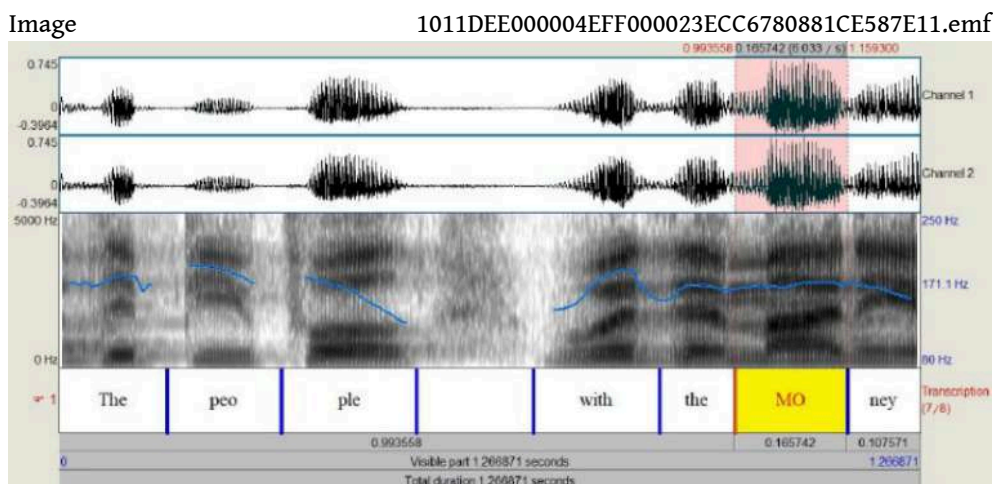 Image 1011DEE000004EFF000023ECC6780881CE587E11.emf
0.993558 0.165742 (6.033 / s) 1.159300
0.745
0
-0.3964
Channel 1
0.745
0
-0.3964
Channel 2
5000 Hz
250 Hz
171.1 Hz
0 Hz
80 Hz
1 The peo ple with the MO ney Transcription
(7/8)
0.993558 0.165742 0.107571
0 Visible part 1.266871 seconds 1.266871
Total duration 1.266871 seconds